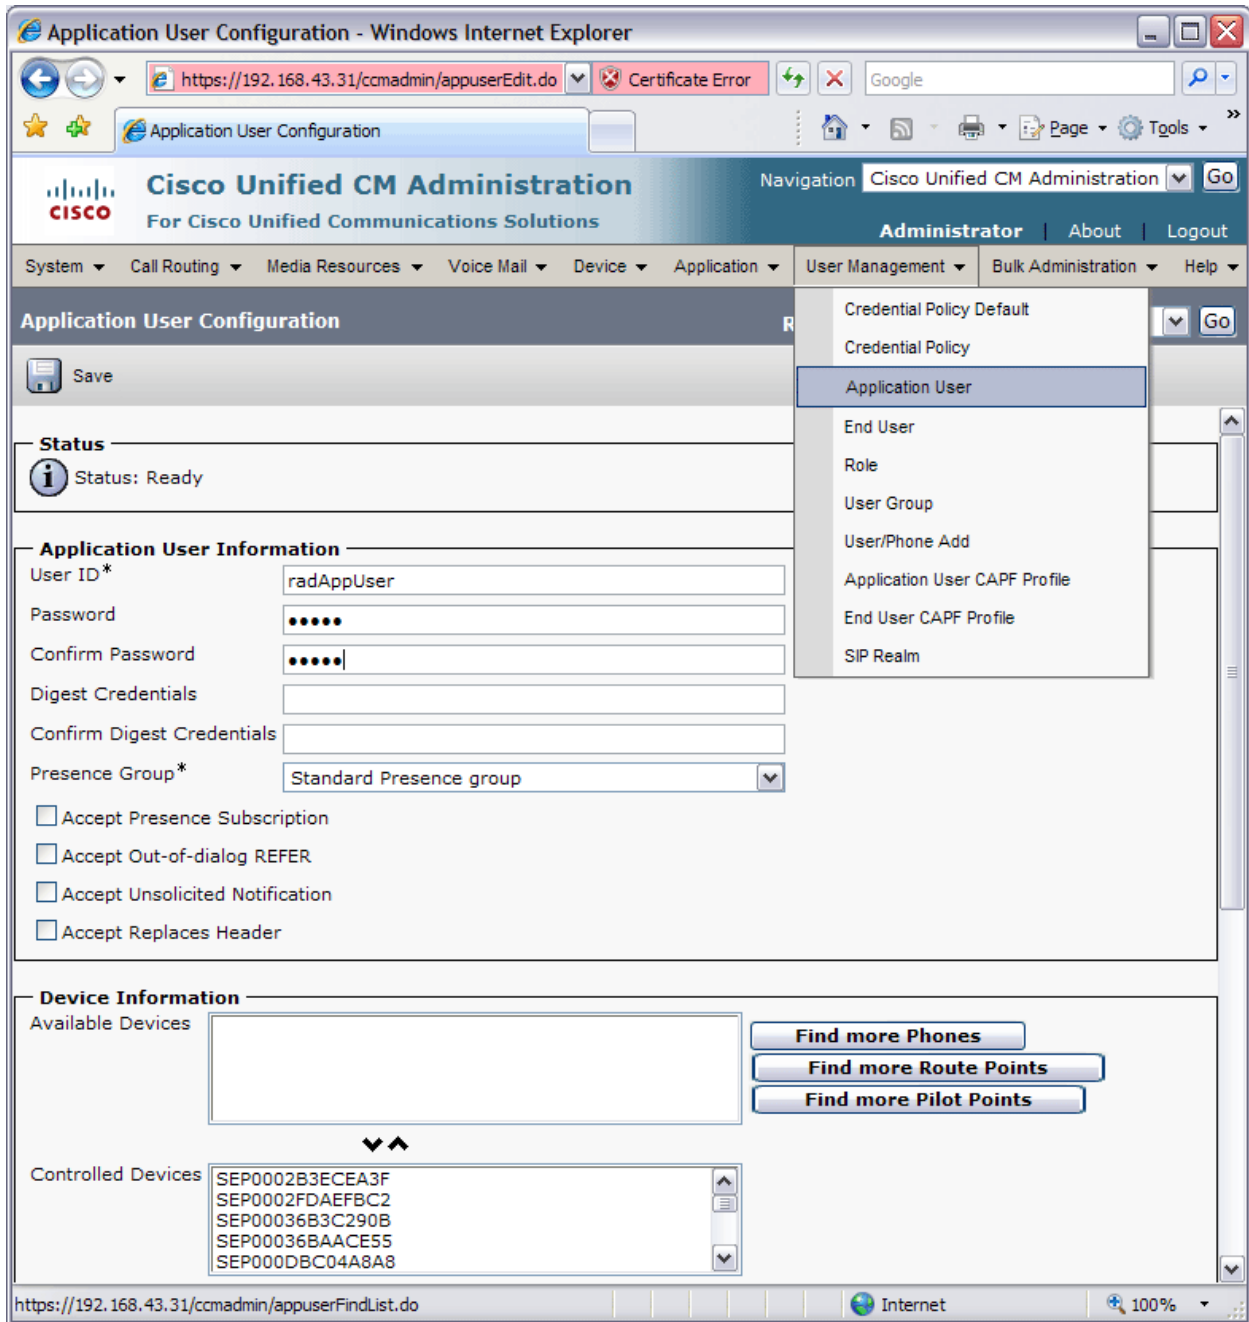 Application User Configuration - Windows Internet Explorer
https://192.168.43.31/ccmadmin/appuserEdit.do Certificate Error Google
Application User Configuration Page Tools
Cisco Unified CM Administration Navigation Cisco Unified CM Administration Go
CISCO For Cisco Unified Communications Solutions
Administrator | About | Logout
System Call Routing Media Resources Voice Mail Device Application User Management Bulk Administration Help
Application User Configuration R Go
Save
Credential Policy Default
Credential Policy
Application User
End User
Role
User Group
User/Phone Add
Application User CAPF Profile
End User CAPF Profile
SIP Realm
Status
Status: Ready
Application User Information
User ID* radAppUser
Password •••••
Confirm Password •••••
Digest Credentials
Confirm Digest Credentials
Presence Group* Standard Presence group
Accept Presence Subscription
Accept Out-of-dialog REFER
Accept Unsolicited Notification
Accept Replaces Header
Device Information
Available Devices
Find more Phones
Find more Route Points
Find more Pilot Points
Controlled Devices SEP0002B3ECEA3F
SEP0002FDAEFBC2
SEP00036B3C290B
SEP00036BAACE55
SEP000DBC04A8A8
https://192.168.43.31/ccmadmin/appuserFindList.do Internet 100%